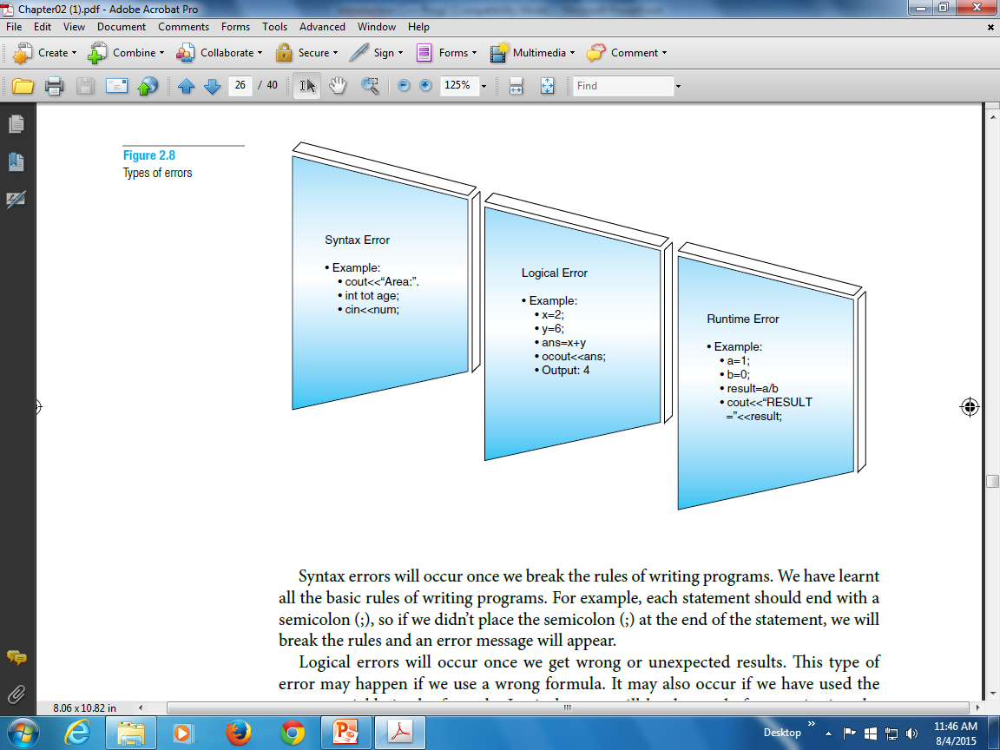 Chapter02 (1).pdf - Adobe Acrobat Pro
File Edit View Document Comments Forms Tools Advanced Window Help
Create Combine Collaborate Secure Sign Forms Multimedia Comment
26 / 40 125% Find
Figure 2.8
Types of errors
Syntax Error
• Example:
• cout<<“Area:”.
• int tot age;
• cin<<num;
Logical Error
• Example:
• x=2;
• y=6;
• ans=x+y
• ocout<<ans;
• Output: 4
Runtime Error
• Example:
• a=1;
• b=0;
• result=a/b
• cout<<“RESULT
=”<<result;
Syntax errors will occur once we break the rules of writing programs. We have learnt
all the basic rules of writing programs. For example, each statement should end with a
semicolon (;), so if we didn’t place the semicolon (;) at the end of the statement, we will
break the rules and an error message will appear.
Logical errors will occur once we get wrong or unexpected results. This type of
error may happen if we use a wrong formula. It may also occur if we have used the
8.06 x 10.82 in
Desktop
11:46 AM
8/4/2015